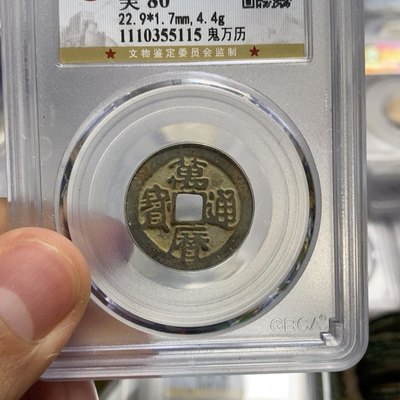 美 80
22.9*1.7mm, 4.4g
1110355115 鬼万历
★ 文物鉴定委员会监制 ★
萬曆通寳
GBCA®